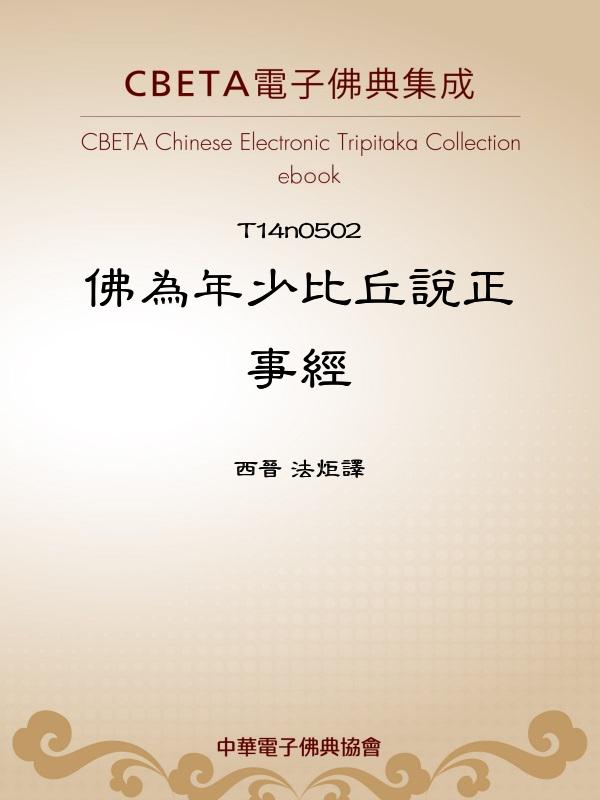 CBETA電子佛典集成
CBETA Chinese Electronic Tripitaka Collection
ebook
T14n0502
佛為年少比丘說正
事經
西晉 法炬譯
中華電子佛典協會